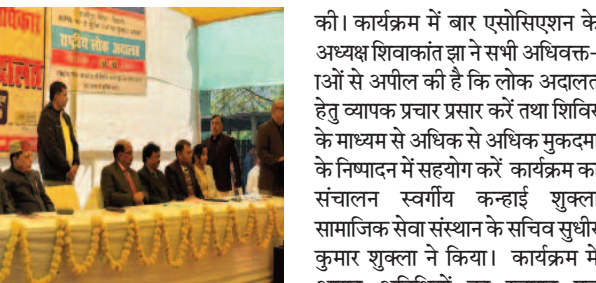 राष्ट्रीय लोक अदालत
की। कार्यक्रम में बार एसोसिएशन के
अध्यक्ष शिवाकांत झा ने सभी अधिवक्त-
ाओं से अपील की है कि लोक अदालत
हेतु व्यापक प्रचार प्रसार करें तथा शिविर
के माध्यम से अधिक से अधिक मुकदमा
के निष्पादन में सहयोग करें कार्यक्रम का
संचालन स्वर्गीय कन्हाई शुक्ला
सामाजिक सेवा संस्थान के सचिव सुधीर
कुमार शुक्ला ने किया। कार्यक्रम में